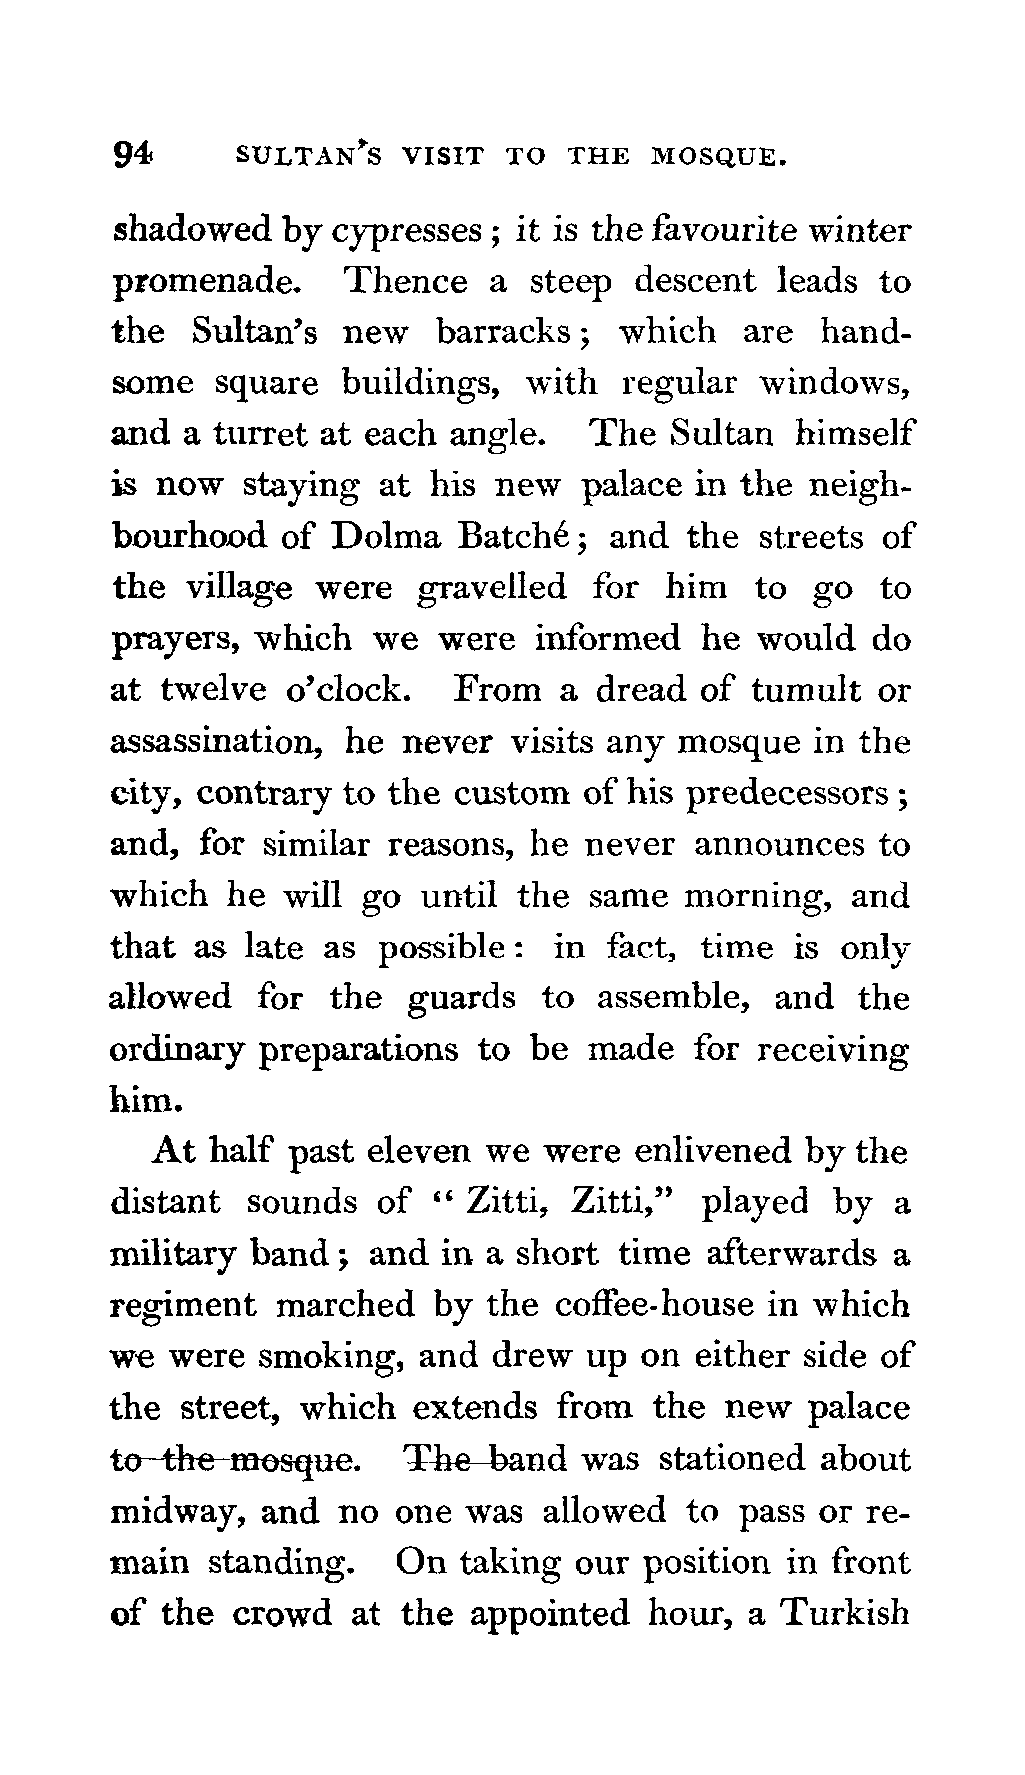 94 SULTAN'S VISIT TO THE MOSQUE.
shadowed by cypresses ; it is the favourite winter
promenade. Thence a steep descent leads to
the Sultan's new barracks ; which are hand-
some square buildings, with regular windows,
and a turret at each angle. The Sultan himself
is now staying at his new palace in the neigh-
bourhood of Dolma Batché ; and the streets of
the village were gravelled for him to go to
prayers, which we were informed he would do
at twelve o'clock. From a dread of tumult or
assassination, he never visits any mosque in the
city, contrary to the custom of his predecessors ;
and, for similar reasons, he never announces to
which he will go until the same morning, and
that as late as possible : in fact, time is only
allowed for the guards to assemble, and the
ordinary preparations to be made for receiving
him.
At half past eleven we were enlivened by the
distant sounds of “ Zitti, Zitti,” played by a
military band ; and in a short time afterwards a
regiment marched by the coffee-house in which
we were smoking, and drew up on either side of
the street, which extends from the new palace
to the mosque. The band was stationed about
midway, and no one was allowed to pass or re-
main standing. On taking our position in front
of the crowd at the appointed hour, a Turkish